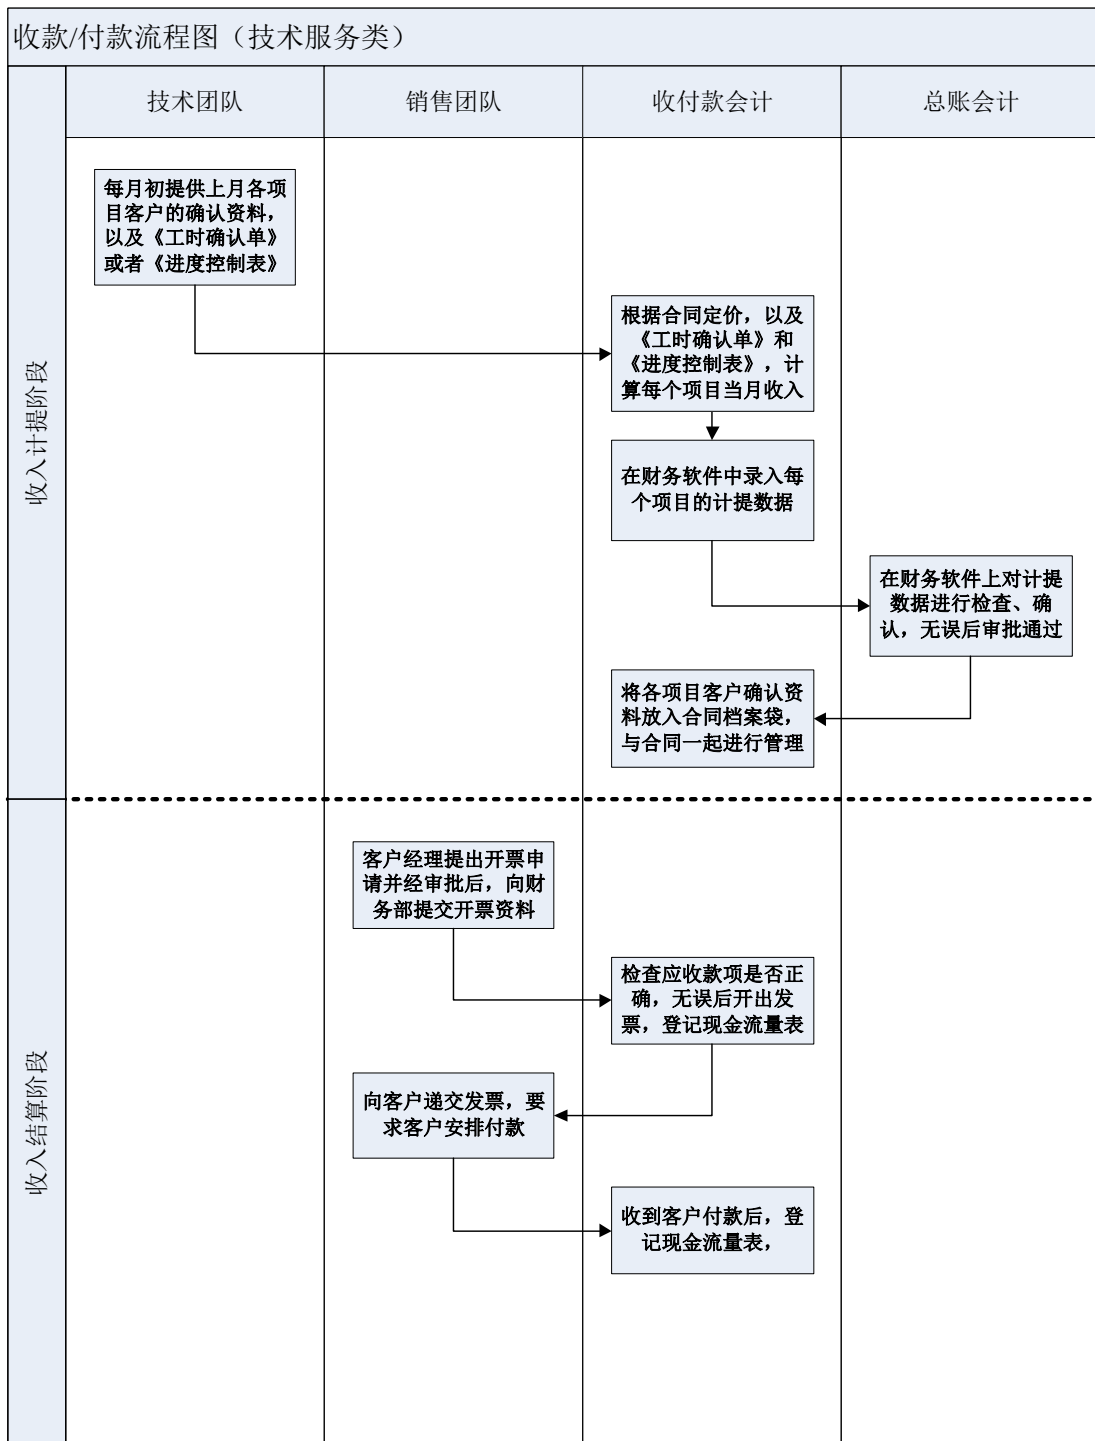 收款/付款流程图（技术服务类）
技术团队
销售团队
收付款会计
总账会计
收入计提阶段
每月初提供上月各项
目客户的确认资料，
以及《工时确认单》
或者《进度控制表》
根据合同定价，以及
《工时确认单》和
《进度控制表》，计
算每个项目当月收入
在财务软件中录入每
个项目的计提数据
在财务软件上对计提
数据进行检查、确
认，无误后审批通过
将各项目客户确认资
料放入合同档案袋，
与合同一起进行管理
收入结算阶段
客户经理提出开票申
请并经审批后，向财
务部提交开票资料
检查应收款项是否正
确，无误后开出发
票，登记现金流量表
向客户递交发票，要
求客户安排付款
收到客户付款后，登
记现金流量表，